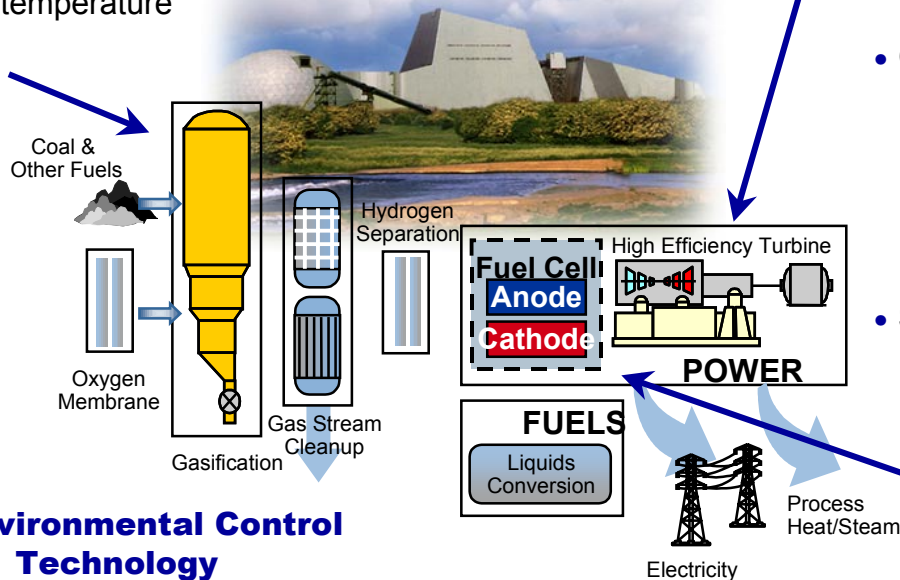 temperature
Coal &
Other Fuels
Hydrogen
Separation
High Efficiency Turbine
Fuel Cell
Anode
Cathode
POWER
Oxygen
Membrane
Gas Stream
Cleanup
Gasification
FUELS
Liquids
Conversion
Process
Heat/Steam
Electricity
vironmental Control
Technology